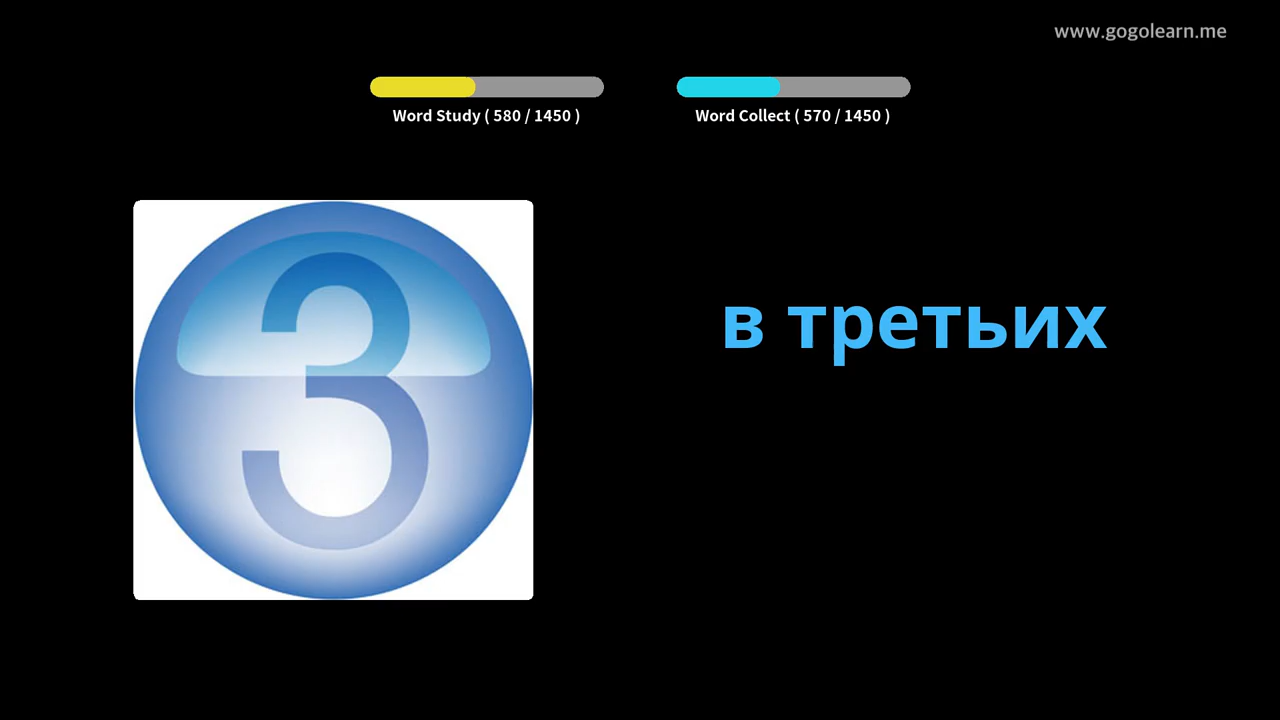 www.gogolearn.me
Word Study ( 580 / 1450 )
Word Collect ( 570 / 1450 )
3
в третьих